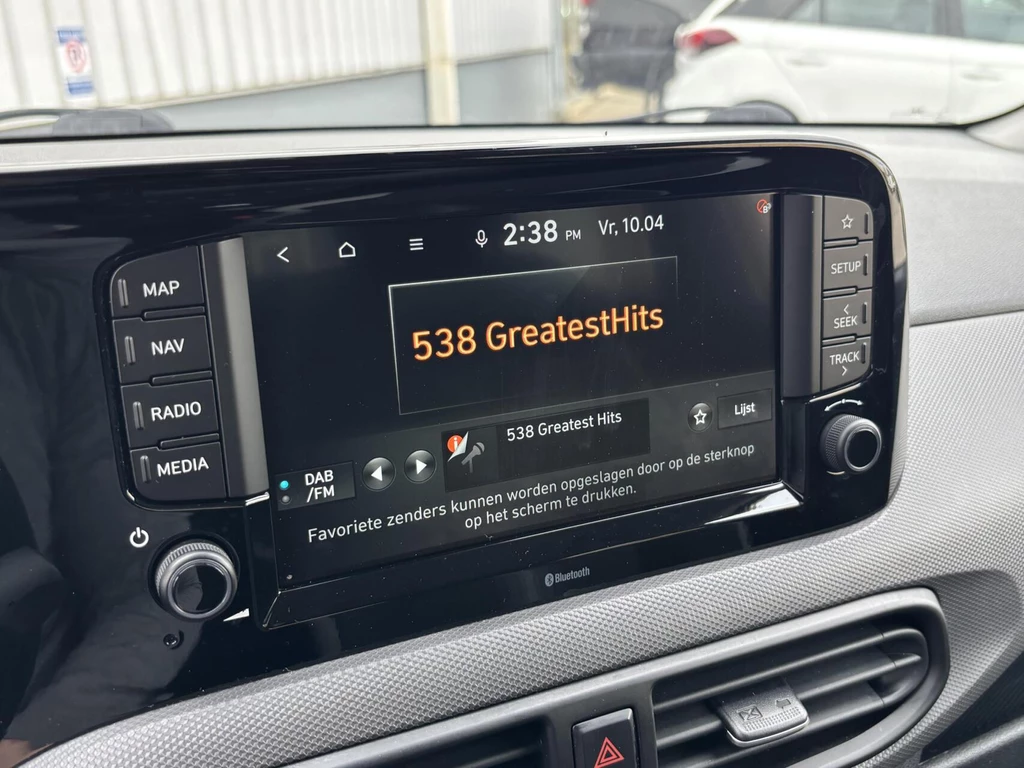 2:38 PM Vr, 10.04
538 GreatestHits
MAP
NAV
RADIO
MEDIA
SETUP
<
SEEK
TRACK
>
538 Greatest Hits
Lijst
DAB
/FM
Favoriete zenders kunnen worden opgeslagen door op de sterknop
op het scherm te drukken.
Bluetooth